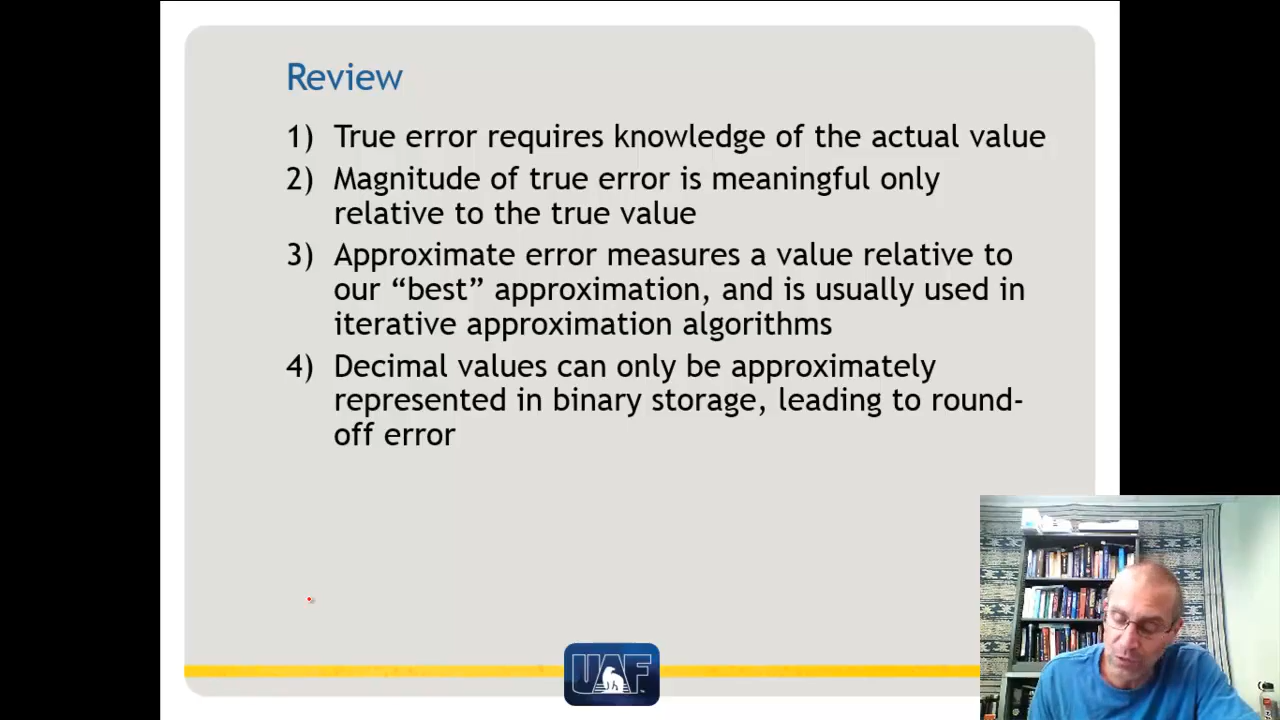 Review
1) True error requires knowledge of the actual value
2) Magnitude of true error is meaningful only
relative to the true value
3) Approximate error measures a value relative to
our “best” approximation, and is usually used in
iterative approximation algorithms
4) Decimal values can only be approximately
represented in binary storage, leading to round-
off error
UAF